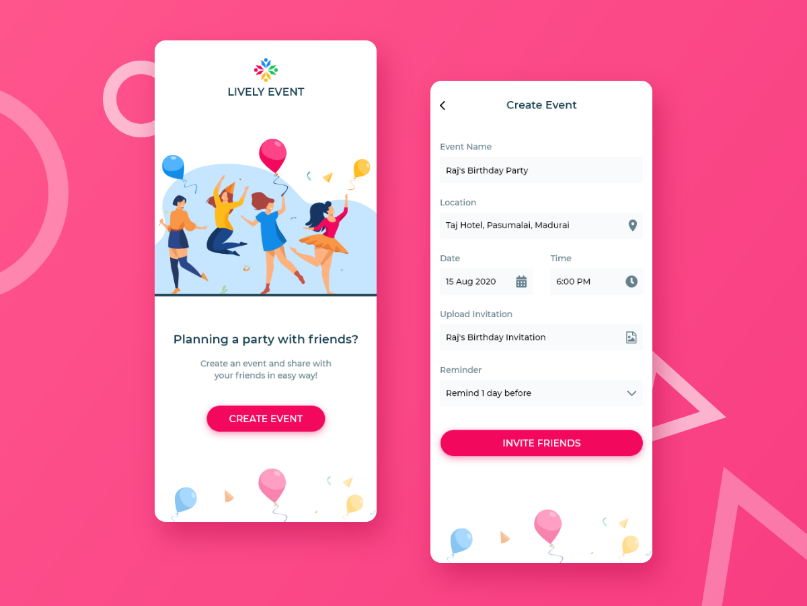 LIVELY EVENT
Planning a party with friends?
Create an event and share with
your friends in easy way!
CREATE EVENT
Create Event
Event Name
Raj's Birthday Party
Location
Taj Hotel, Pasumalai, Madurai
Date
Time
15 Aug 2020
6:00 PM
Upload Invitation
Raj's Birthday Invitation
Reminder
Remind 1 day before
INVITE FRIENDS